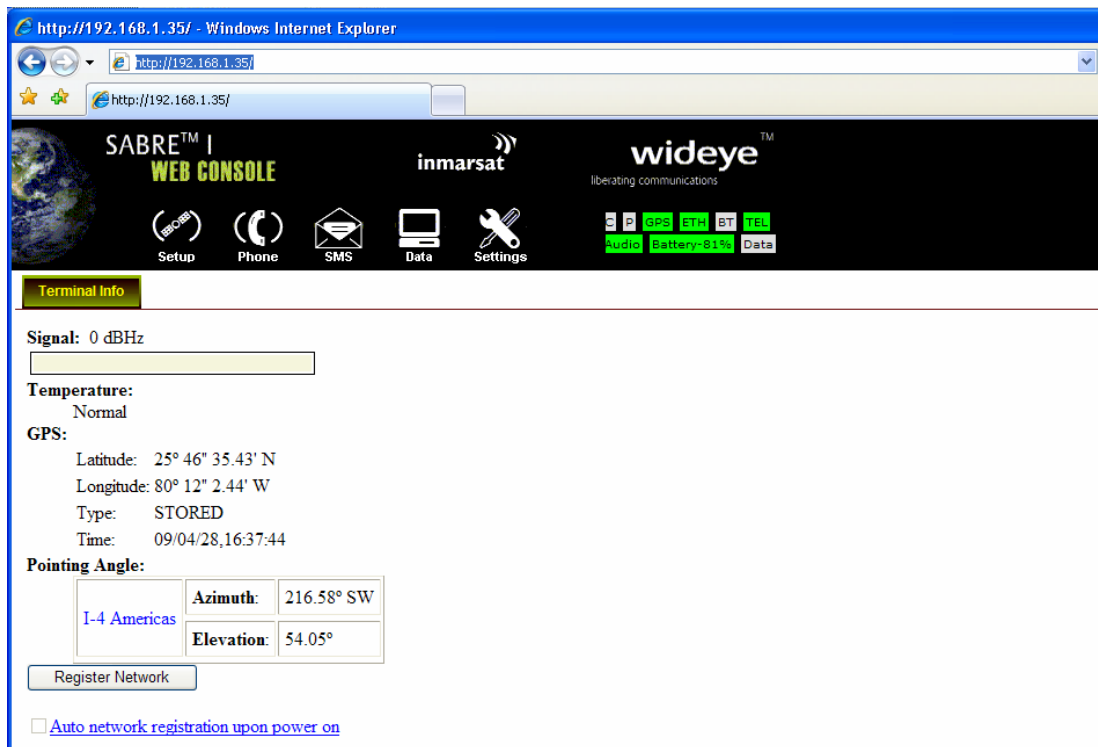 http://192.168.1.35/ - Windows Internet Explorer
http://192.168.1.35/
http://192.168.1.35/
SABRE™ I
WEB CONSOLE
inmarsat
wideye™
liberating communications
Setup Phone SMS Data Settings
C P GPS ETH BT TEL
Audio Battery-81% Data
Terminal Info
Signal: 0 dBHz
Temperature:
Normal
GPS:
Latitude: 25º 46" 35.43' N
Longitude: 80º 12" 2.44' W
Type: STORED
Time: 09/04/28,16:37:44
Pointing Angle:
I-4 Americas
Azimuth: 216.58º SW
Elevation: 54.05º
Register Network
Auto network registration upon power on